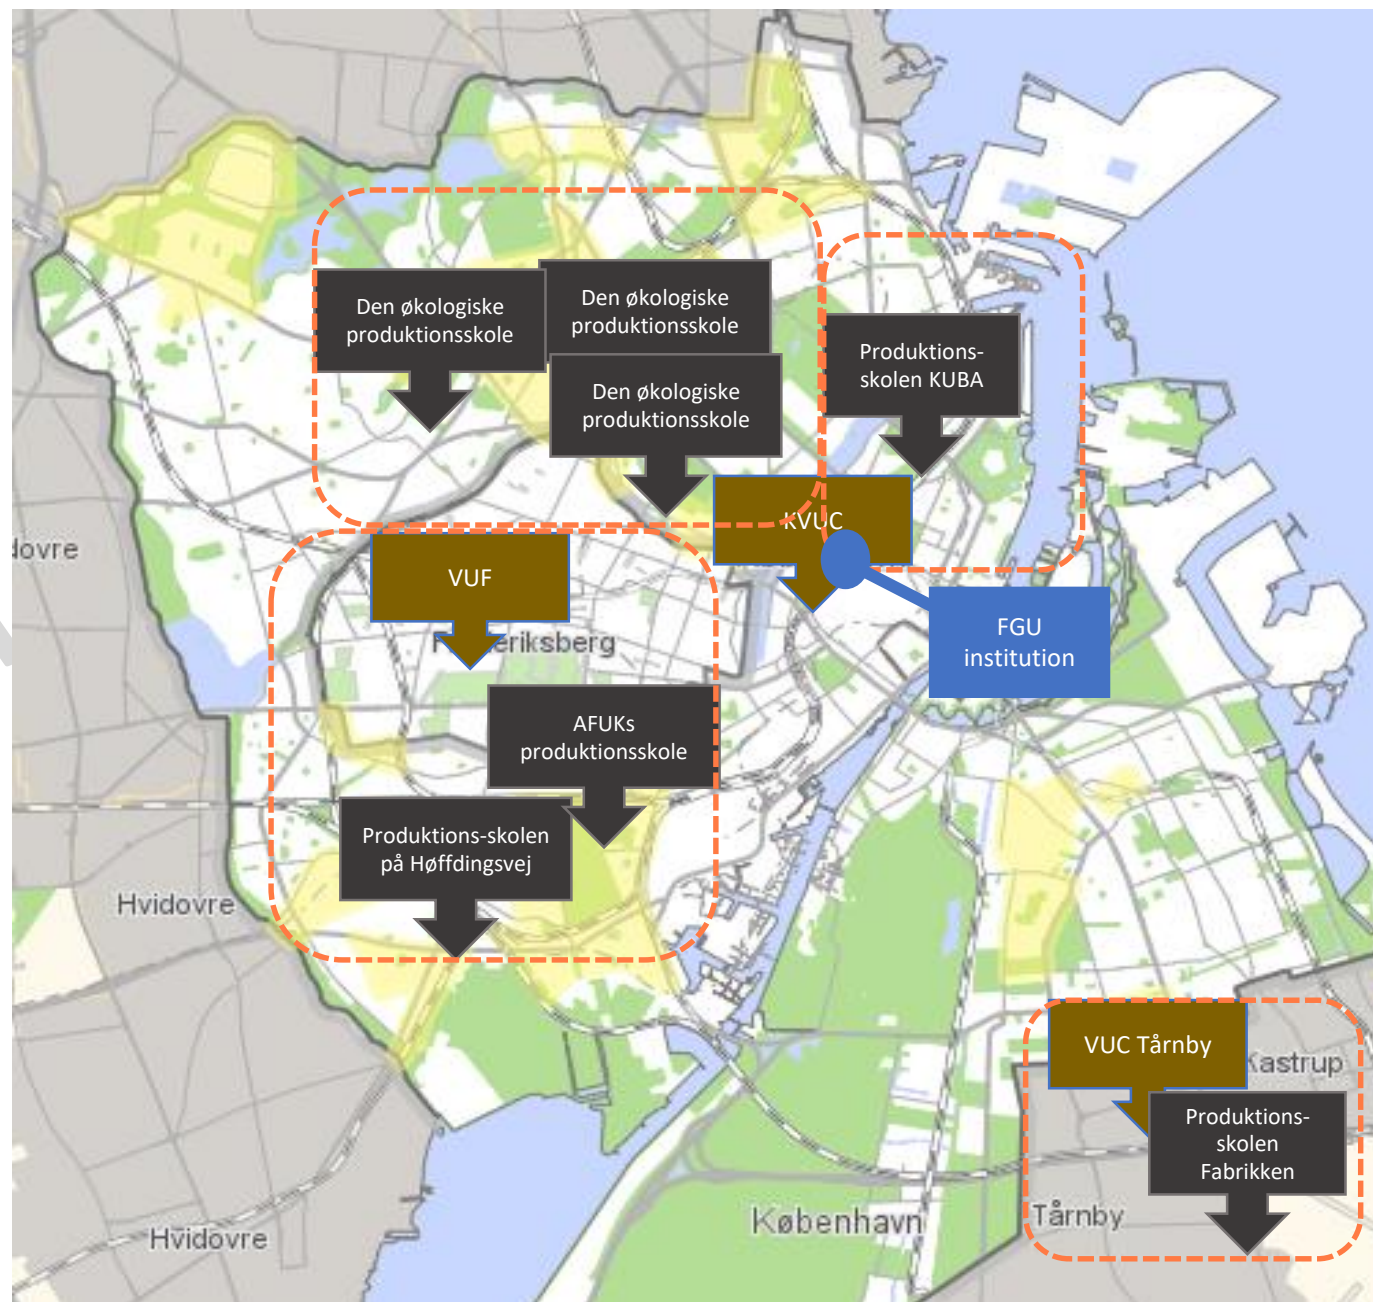 Den økologiske
produktionsskole
Den økologiske
produktionsskole
Den økologiske
produktionsskole
Produktions-
skolen KUBA
KVUC
FGU
institution
dovre
VUF
eriksberg
AFUKs
produktionsskole
Produktions-skolen
på Høffdingsvej
Hvidovre
VUC Tårnby
Kastrup
Produktions-
skolen
Fabrikken
København
Tårnby
Hvidovre